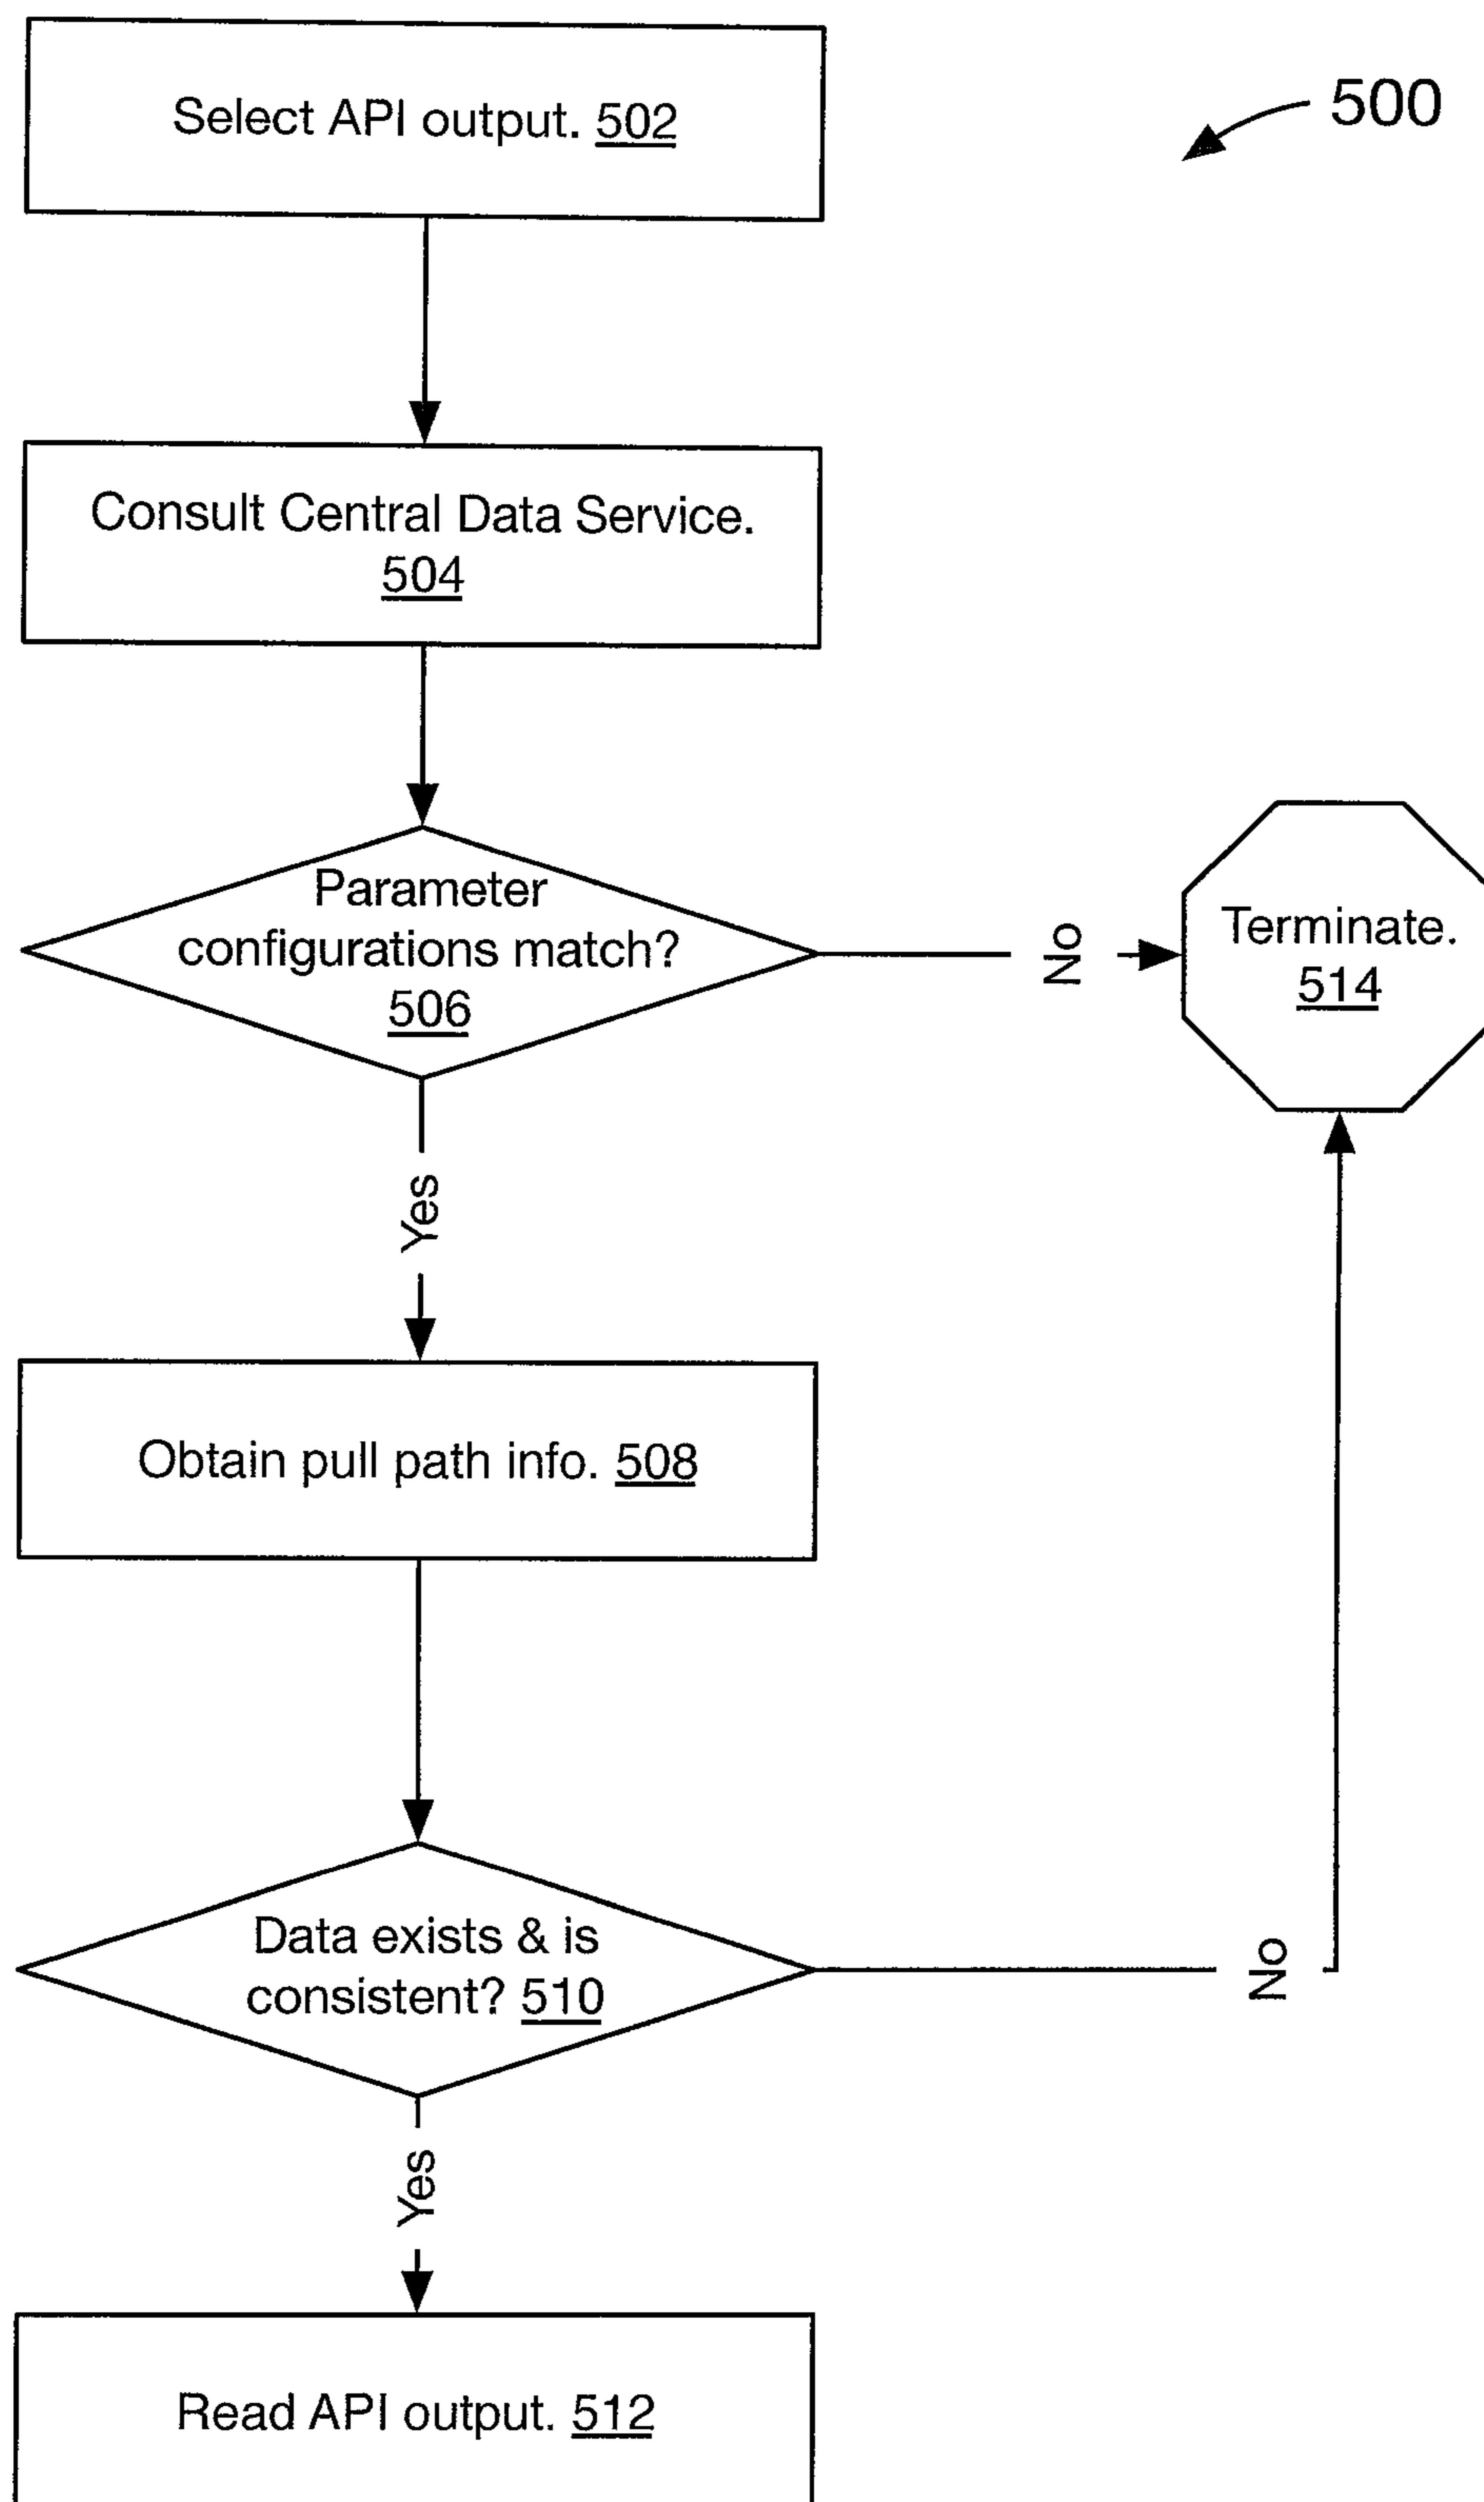 Select API output. 502
500
Consult Central Data Service.
504
Parameter
configurations match?
506
No
Terminate.
514
Yes
Obtain pull path info. 508
Data exists & is
consistent? 510
No
Yes
Read API output. 512